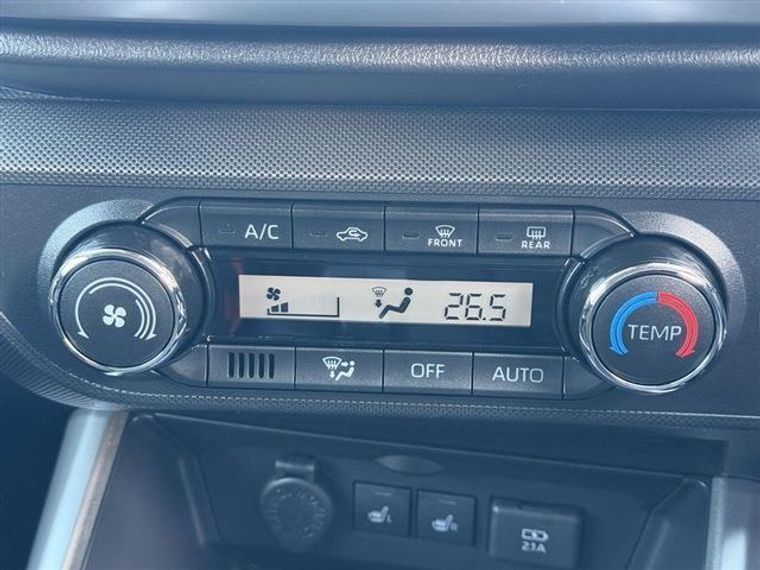 A/C
FRONT
REAR
26.5
TEMP
OFF
AUTO
L
R
2.1A